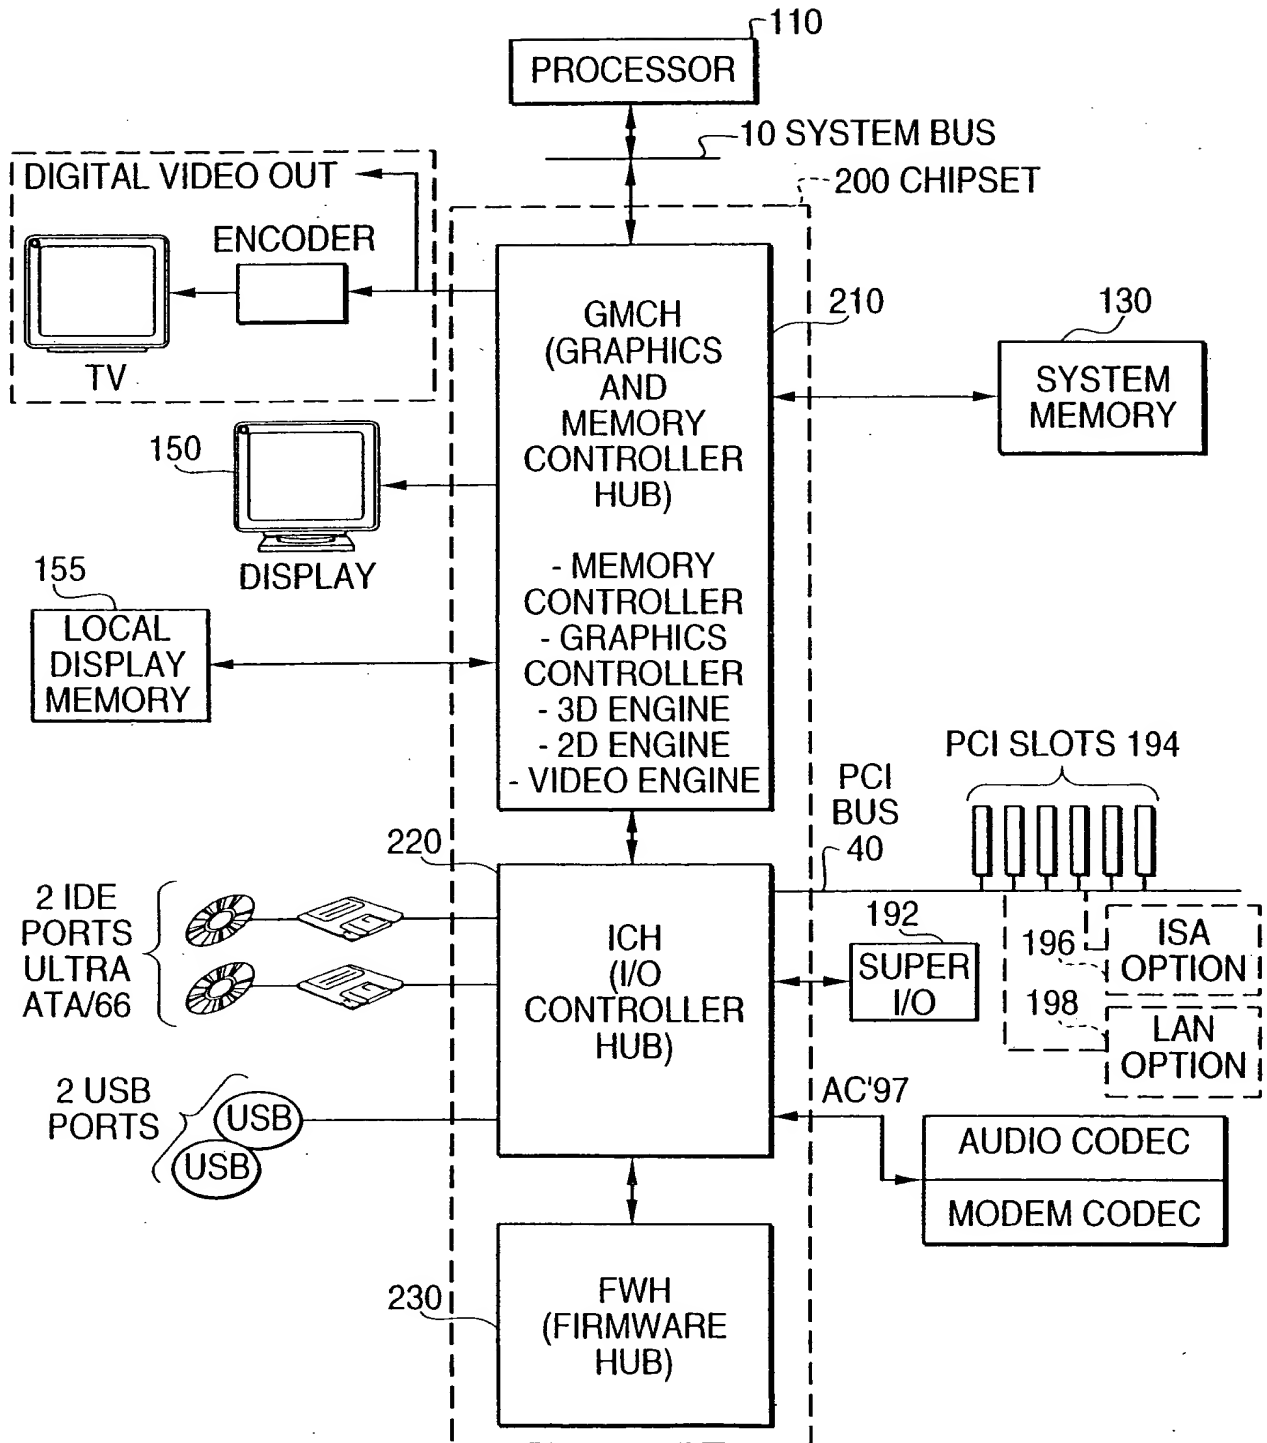 110
PROCESSOR
10 SYSTEM BUS
200 CHIPSET
DIGITAL VIDEO OUT
ENCODER
TV
GMCH
(GRAPHICS
AND
MEMORY
CONTROLLER
HUB)
- MEMORY
CONTROLLER
- GRAPHICS
CONTROLLER
- 3D ENGINE
- 2D ENGINE
- VIDEO ENGINE
210
130
SYSTEM
MEMORY
150
DISPLAY
155
LOCAL
DISPLAY
MEMORY
PCI SLOTS 194
PCI
BUS
40
220
2 IDE
PORTS
ULTRA
ATA/66
ICH
(I/O
CONTROLLER
HUB)
192
SUPER
I/O
196
ISA
OPTION
198
LAN
OPTION
2 USB
PORTS
USB
USB
AC'97
AUDIO CODEC
MODEM CODEC
230
FWH
(FIRMWARE
HUB)